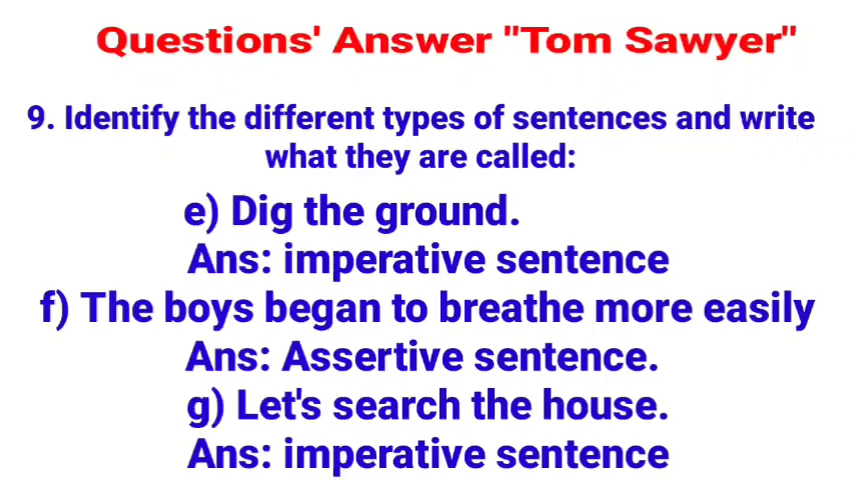 Questions' Answer "Tom Sawyer"
9. Identify the different types of sentences and write
what they are called:
e) Dig the ground.
Ans: imperative sentence
f) The boys began to breathe more easily
Ans: Assertive sentence.
g) Let's search the house.
Ans: imperative sentence